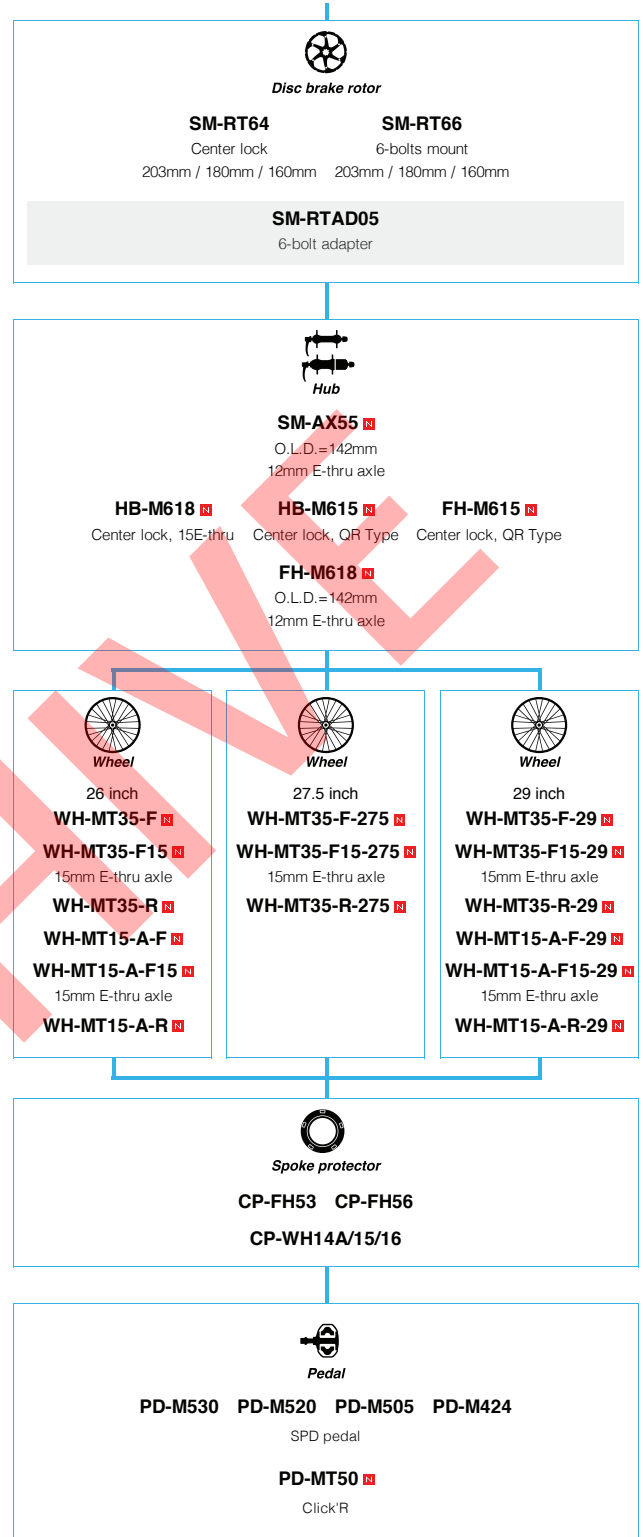 Disc brake rotor
SM-RT64 SM-RT66
Center lock 6-bolts mount
203mm / 180mm / 160mm 203mm / 180mm / 160mm
SM-RTAD05
6-bolt adapter
Hub
SM-AX55 N
O.L.D.=142mm
12mm E-thru axle
HB-M618 N HB-M615 N FH-M615 N
Center lock, 15E-thru Center lock, QR Type Center lock, QR Type
FH-M618 N
O.L.D.=142mm
12mm E-thru axle
Wheel
26 inch
WH-MT35-F N
WH-MT35-F15 N
15mm E-thru axle
WH-MT35-R N
WH-MT15-A-F N
WH-MT15-A-F15 N
15mm E-thru axle
WH-MT15-A-R N
Wheel
27.5 inch
WH-MT35-F-275 N
WH-MT35-F15-275 N
15mm E-thru axle
WH-MT35-R-275 N
Wheel
29 inch
WH-MT35-F-29 N
WH-MT35-F15-29 N
15mm E-thru axle
WH-MT35-R-29 N
WH-MT15-A-F-29 N
WH-MT15-A-F15-29 N
15mm E-thru axle
WH-MT15-A-R-29 N
Spoke protector
CP-FH53 CP-FH56
CP-WH14A/15/16
Pedal
PD-M530 PD-M520 PD-M505 PD-M424
SPD pedal
PD-MT50 N
Click'R
HIVE